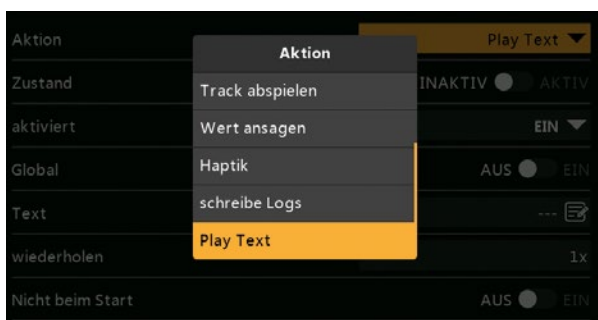 Aktion Play Text
Aktion
Zustand INAKTIV AKTIV
Track abspielen
Wert ansagen
aktiviert EIN
Haptik
Global AUS EIN
schreibe Logs
Text ---
Play Text
wiederholen 1x
Nicht beim Start AUS EIN